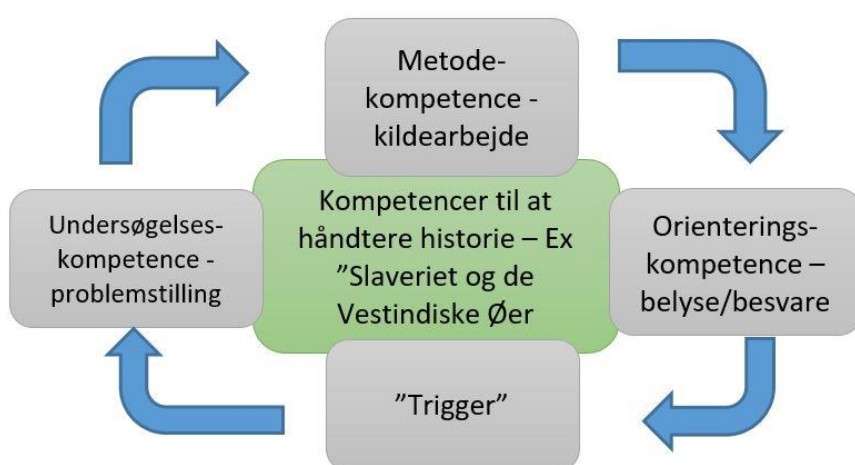 Metode-
kompetence -
kildearbejde
Undersøgelses-
kompetence -
problemstilling
Kompetencer til at
håndtere historie – Ex
”Slaveriet og de
Vestindiske Øer
Orienterings-
kompetence –
belyse/besvare
”Trigger”